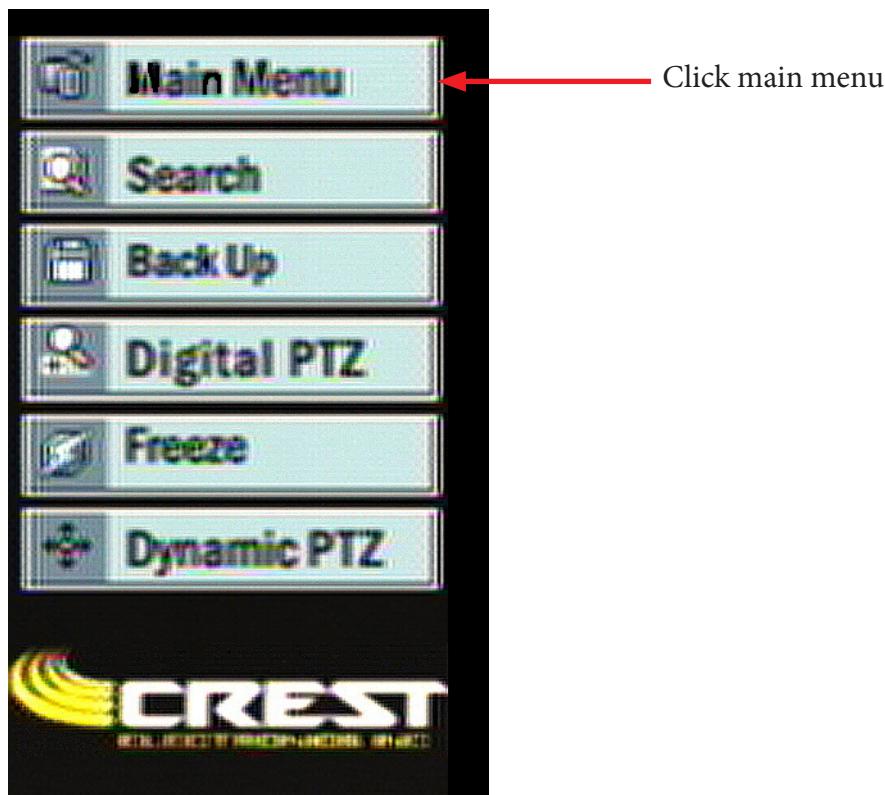 Main Menu
Click main menu
Search
Back Up
Digital PTZ
Freeze
Dynamic PTZ
CREST